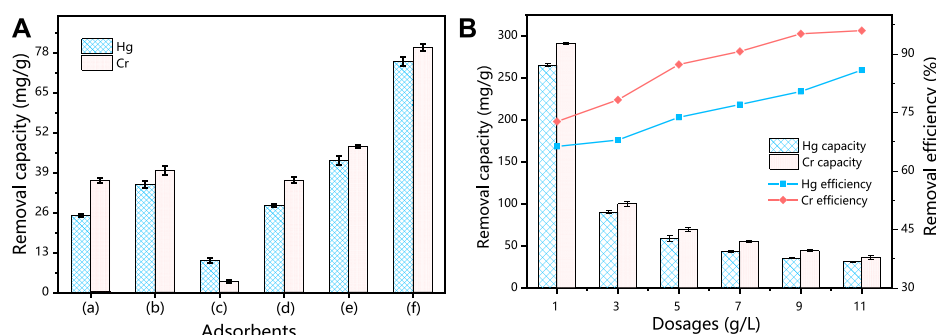 A
Hg
Cr
Removal capacity (mg/g)
78
65
52
39
26
13
0
(a) (b) (c) (d) (e) (f)
Adsorbents
B
Removal capacity (mg/g)
300
250
200
150
100
50
0
Hg capacity
Cr capacity
Hg efficiency
Cr efficiency
90
75
60
45
30
Removal efficiency (%)
1 3 5 7 9 11
Dosages (g/L)